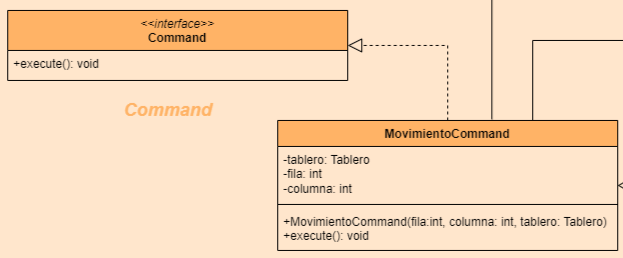 <<interface>>
Command
+execute(): void
Command
MovimientoCommand
-tablero: Tablero
-fila: int
-columna: int
+MovimientoCommand(fila:int, columna: int, tablero: Tablero)
+execute(): void